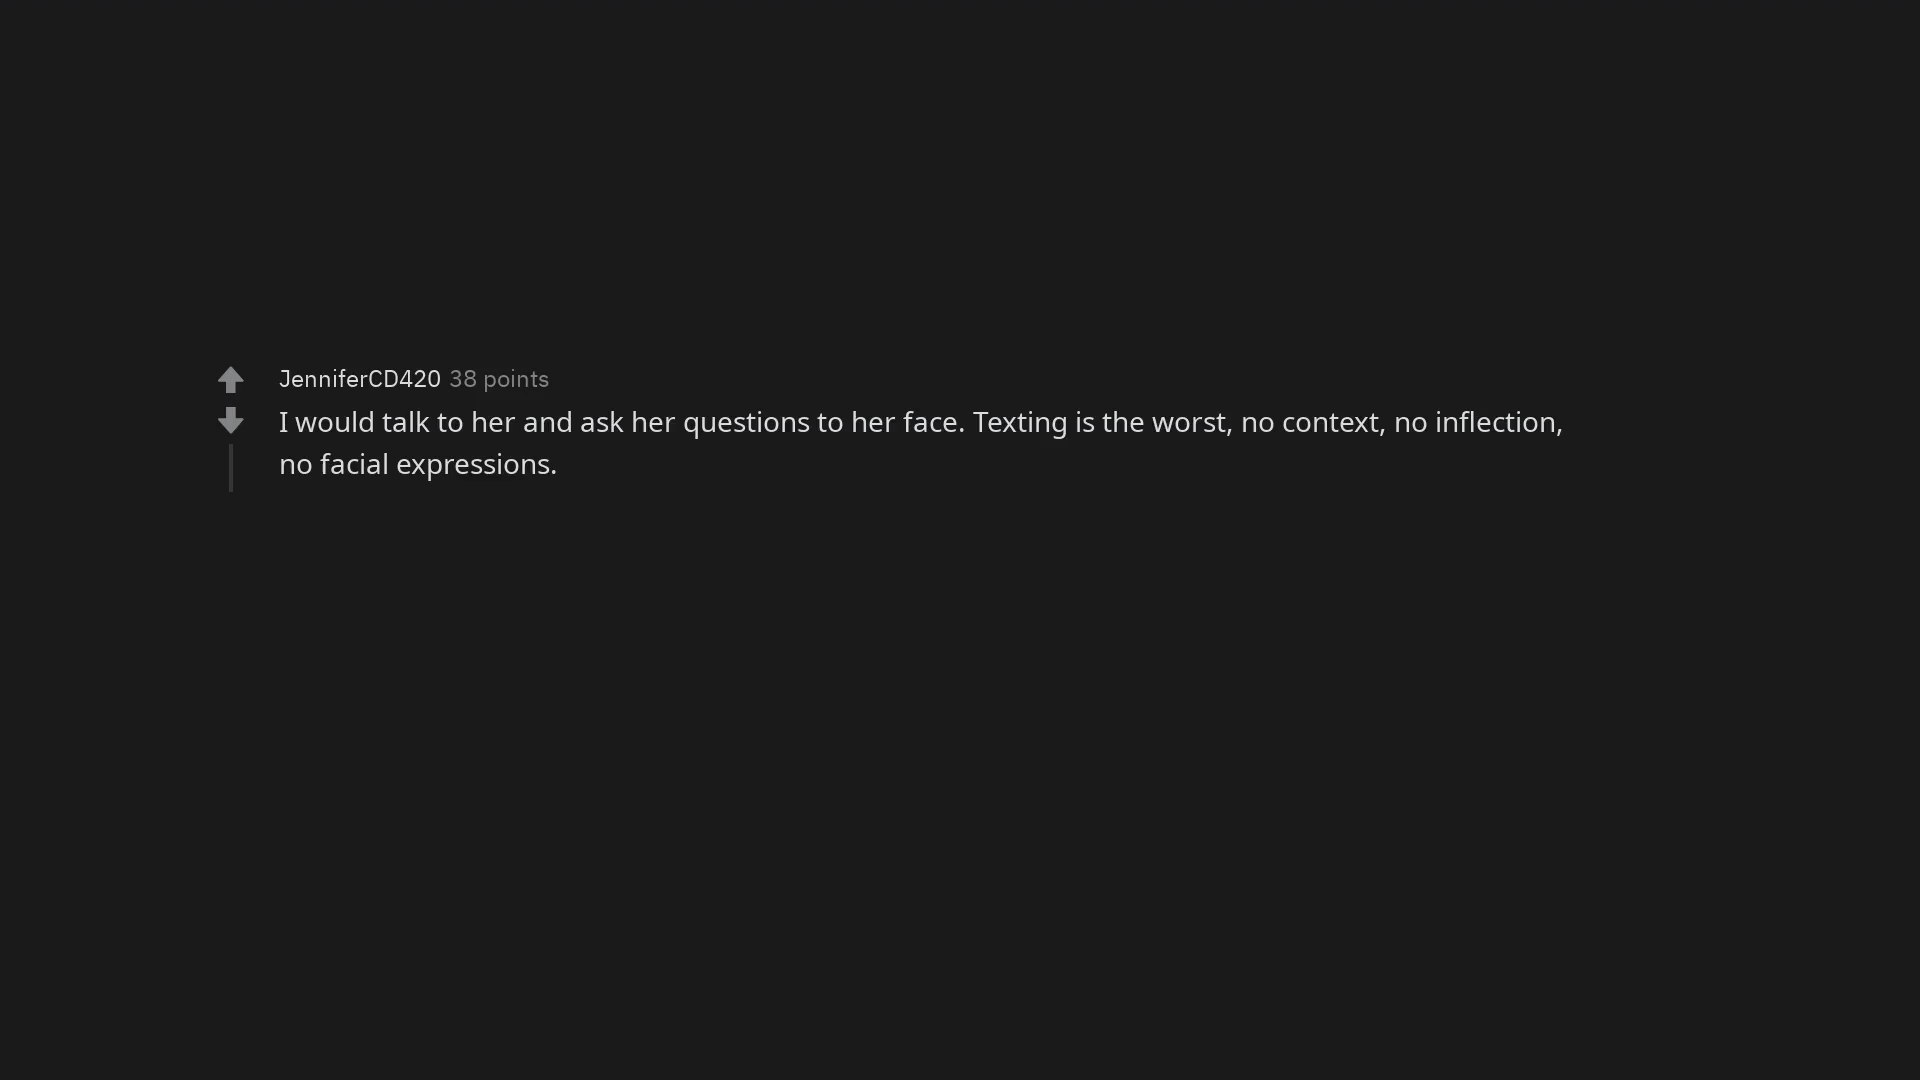 JenniferCD420 38 points
I would talk to her and ask her questions to her face. Texting is the worst, no context, no inflection,
no facial expressions.